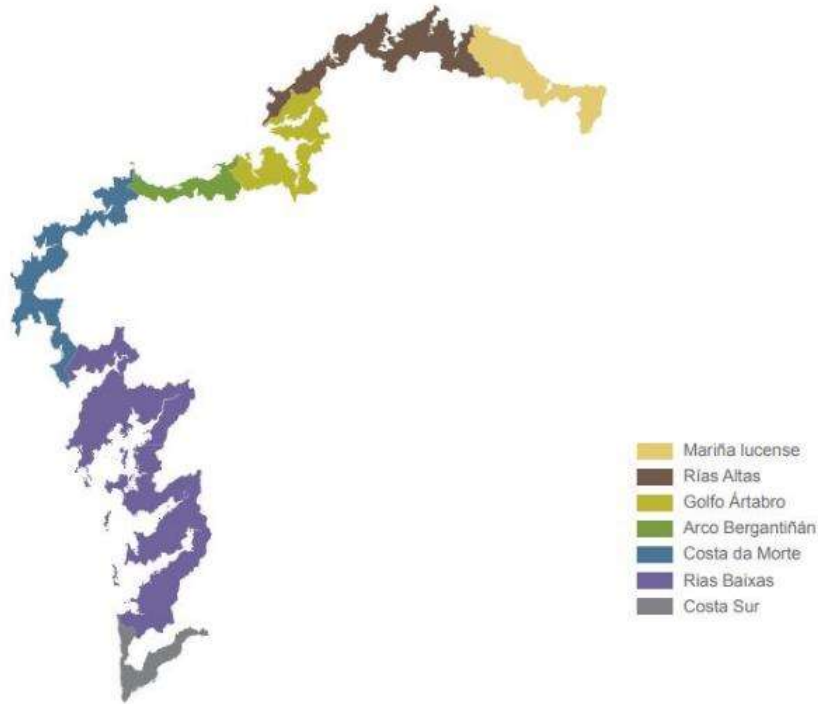 Mariña lucense
Rías Altas
Golfo Ártabro
Arco Bergantiñán
Costa da Morte
Rias Baixas
Costa Sur